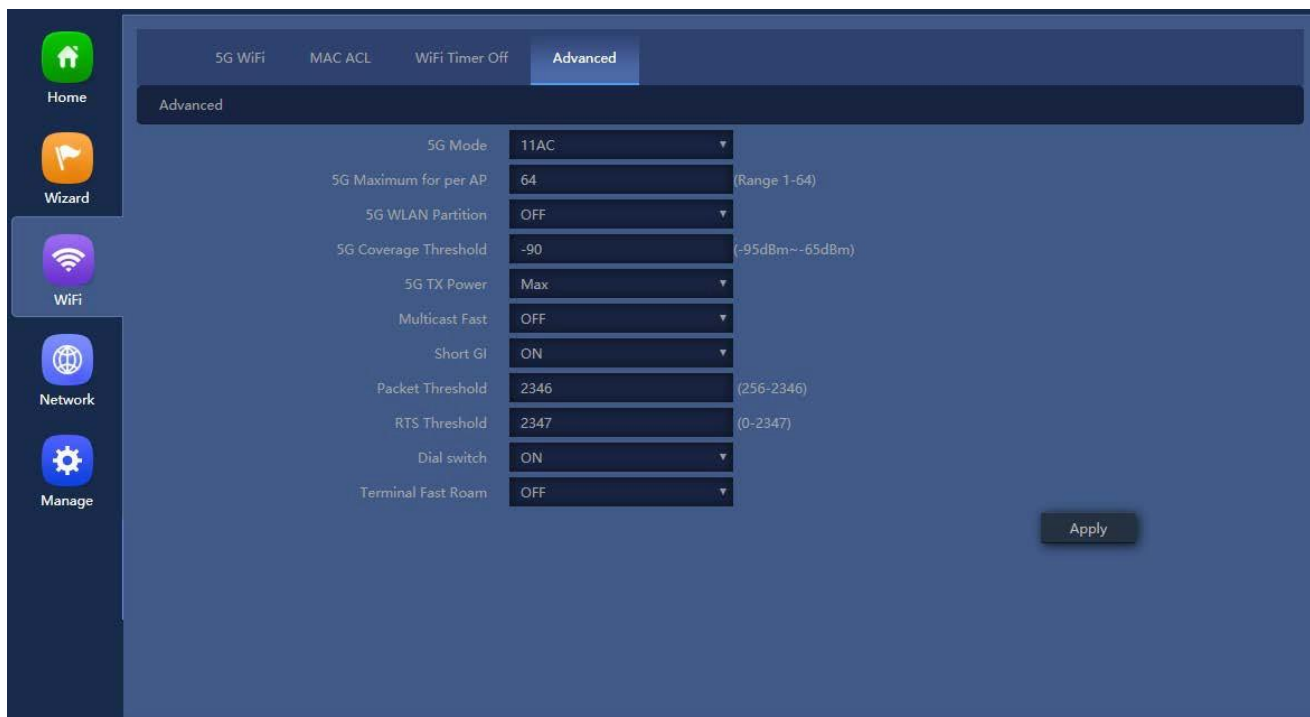 Home
Wizard
WiFi
Network
Manage
5G WiFi MAC ACL WiFi Timer Off Advanced
Advanced
5G Mode 11AC
5G Maximum for per AP 64 (Range 1-64)
5G WLAN Partition OFF
5G Coverage Threshold -90 (-95dBm~-65dBm)
5G TX Power Max
Multicast Fast OFF
Short GI ON
Packet Threshold 2346 (256-2346)
RTS Threshold 2347 (0-2347)
Dial switch ON
Terminal Fast Roam OFF
Apply